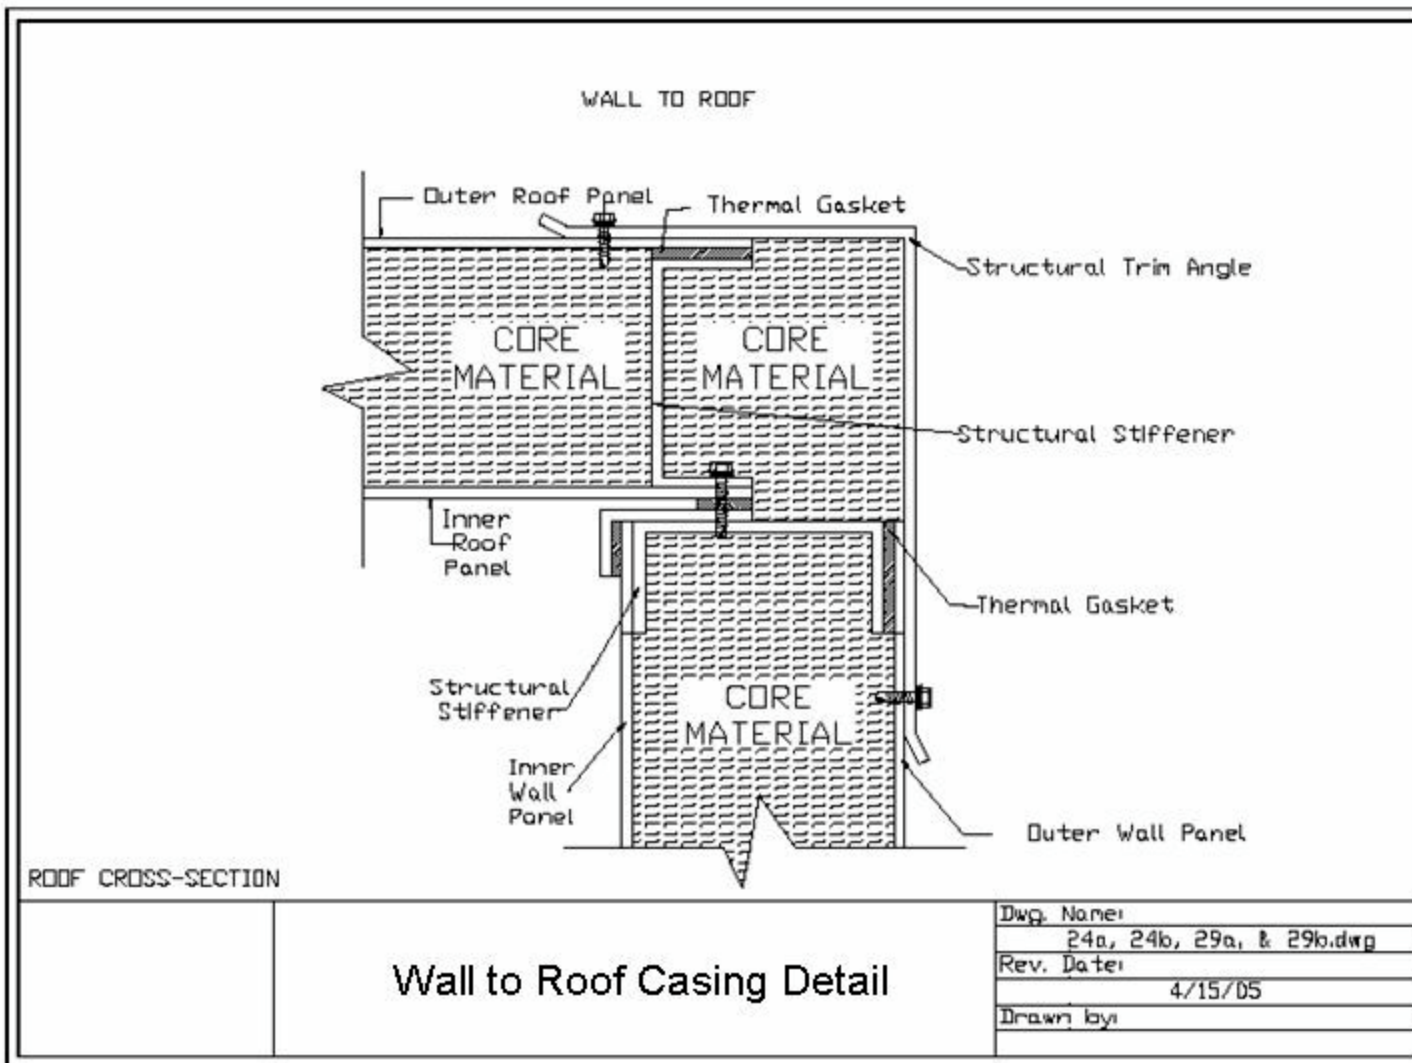 WALL TO ROOF
Outer Roof Panel
Thermal Gasket
Structural Trim Angle
CORE
MATERIAL
CORE
MATERIAL
Structural Stiffener
Inner
Roof
Panel
Thermal Gasket
Structural
Stiffener
CORE
MATERIAL
Inner
Wall
Panel
Outer Wall Panel
ROOF CROSS-SECTION
Wall to Roof Casing Detail
Dwg. Name:
24a, 24b, 29a, & 29b.dwg
Rev. Date:
4/15/05
Drawn by: